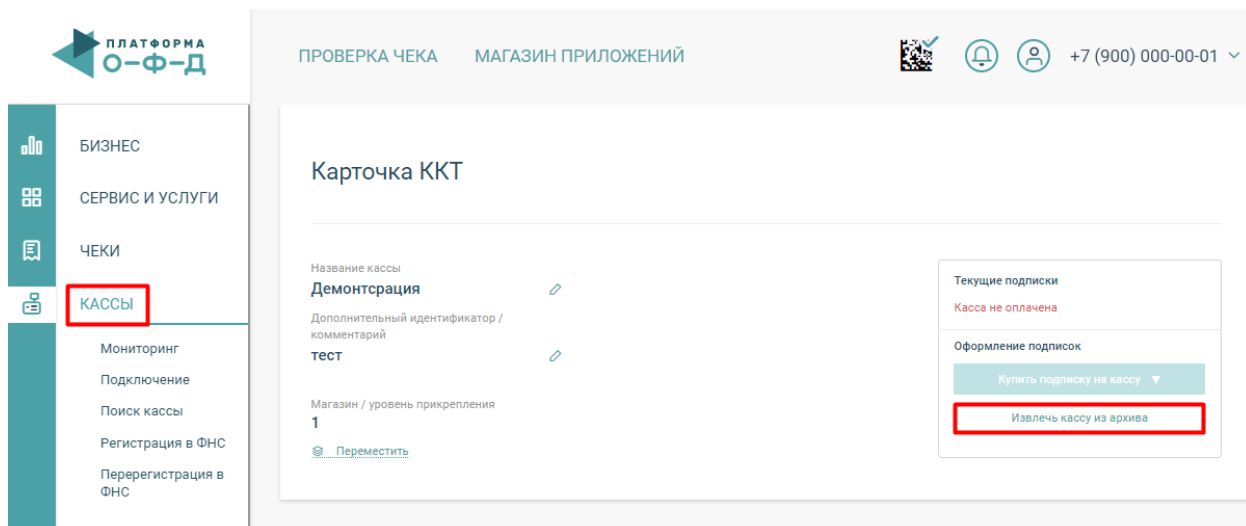 ПЛАТФОРМА
О-Ф-Д
ПРОВЕРКА ЧЕКА
МАГАЗИН ПРИЛОЖЕНИЙ
+7 (900) 000-00-01
БИЗНЕС
СЕРВИС И УСЛУГИ
ЧЕКИ
КАССЫ
Мониторинг
Подключение
Поиск кассы
Регистрация в ФНС
Перерегистрация в
ФНС
Карточка ККТ
Название кассы
Демонтсрация
Дополнительный идентификатор /
комментарий
тест
Магазин / уровень прикрепления
1
Переместить
Текущие подписки
Касса не оплачена
Оформление подписок
Купить подписку на кассу
Извлечь кассу из архива